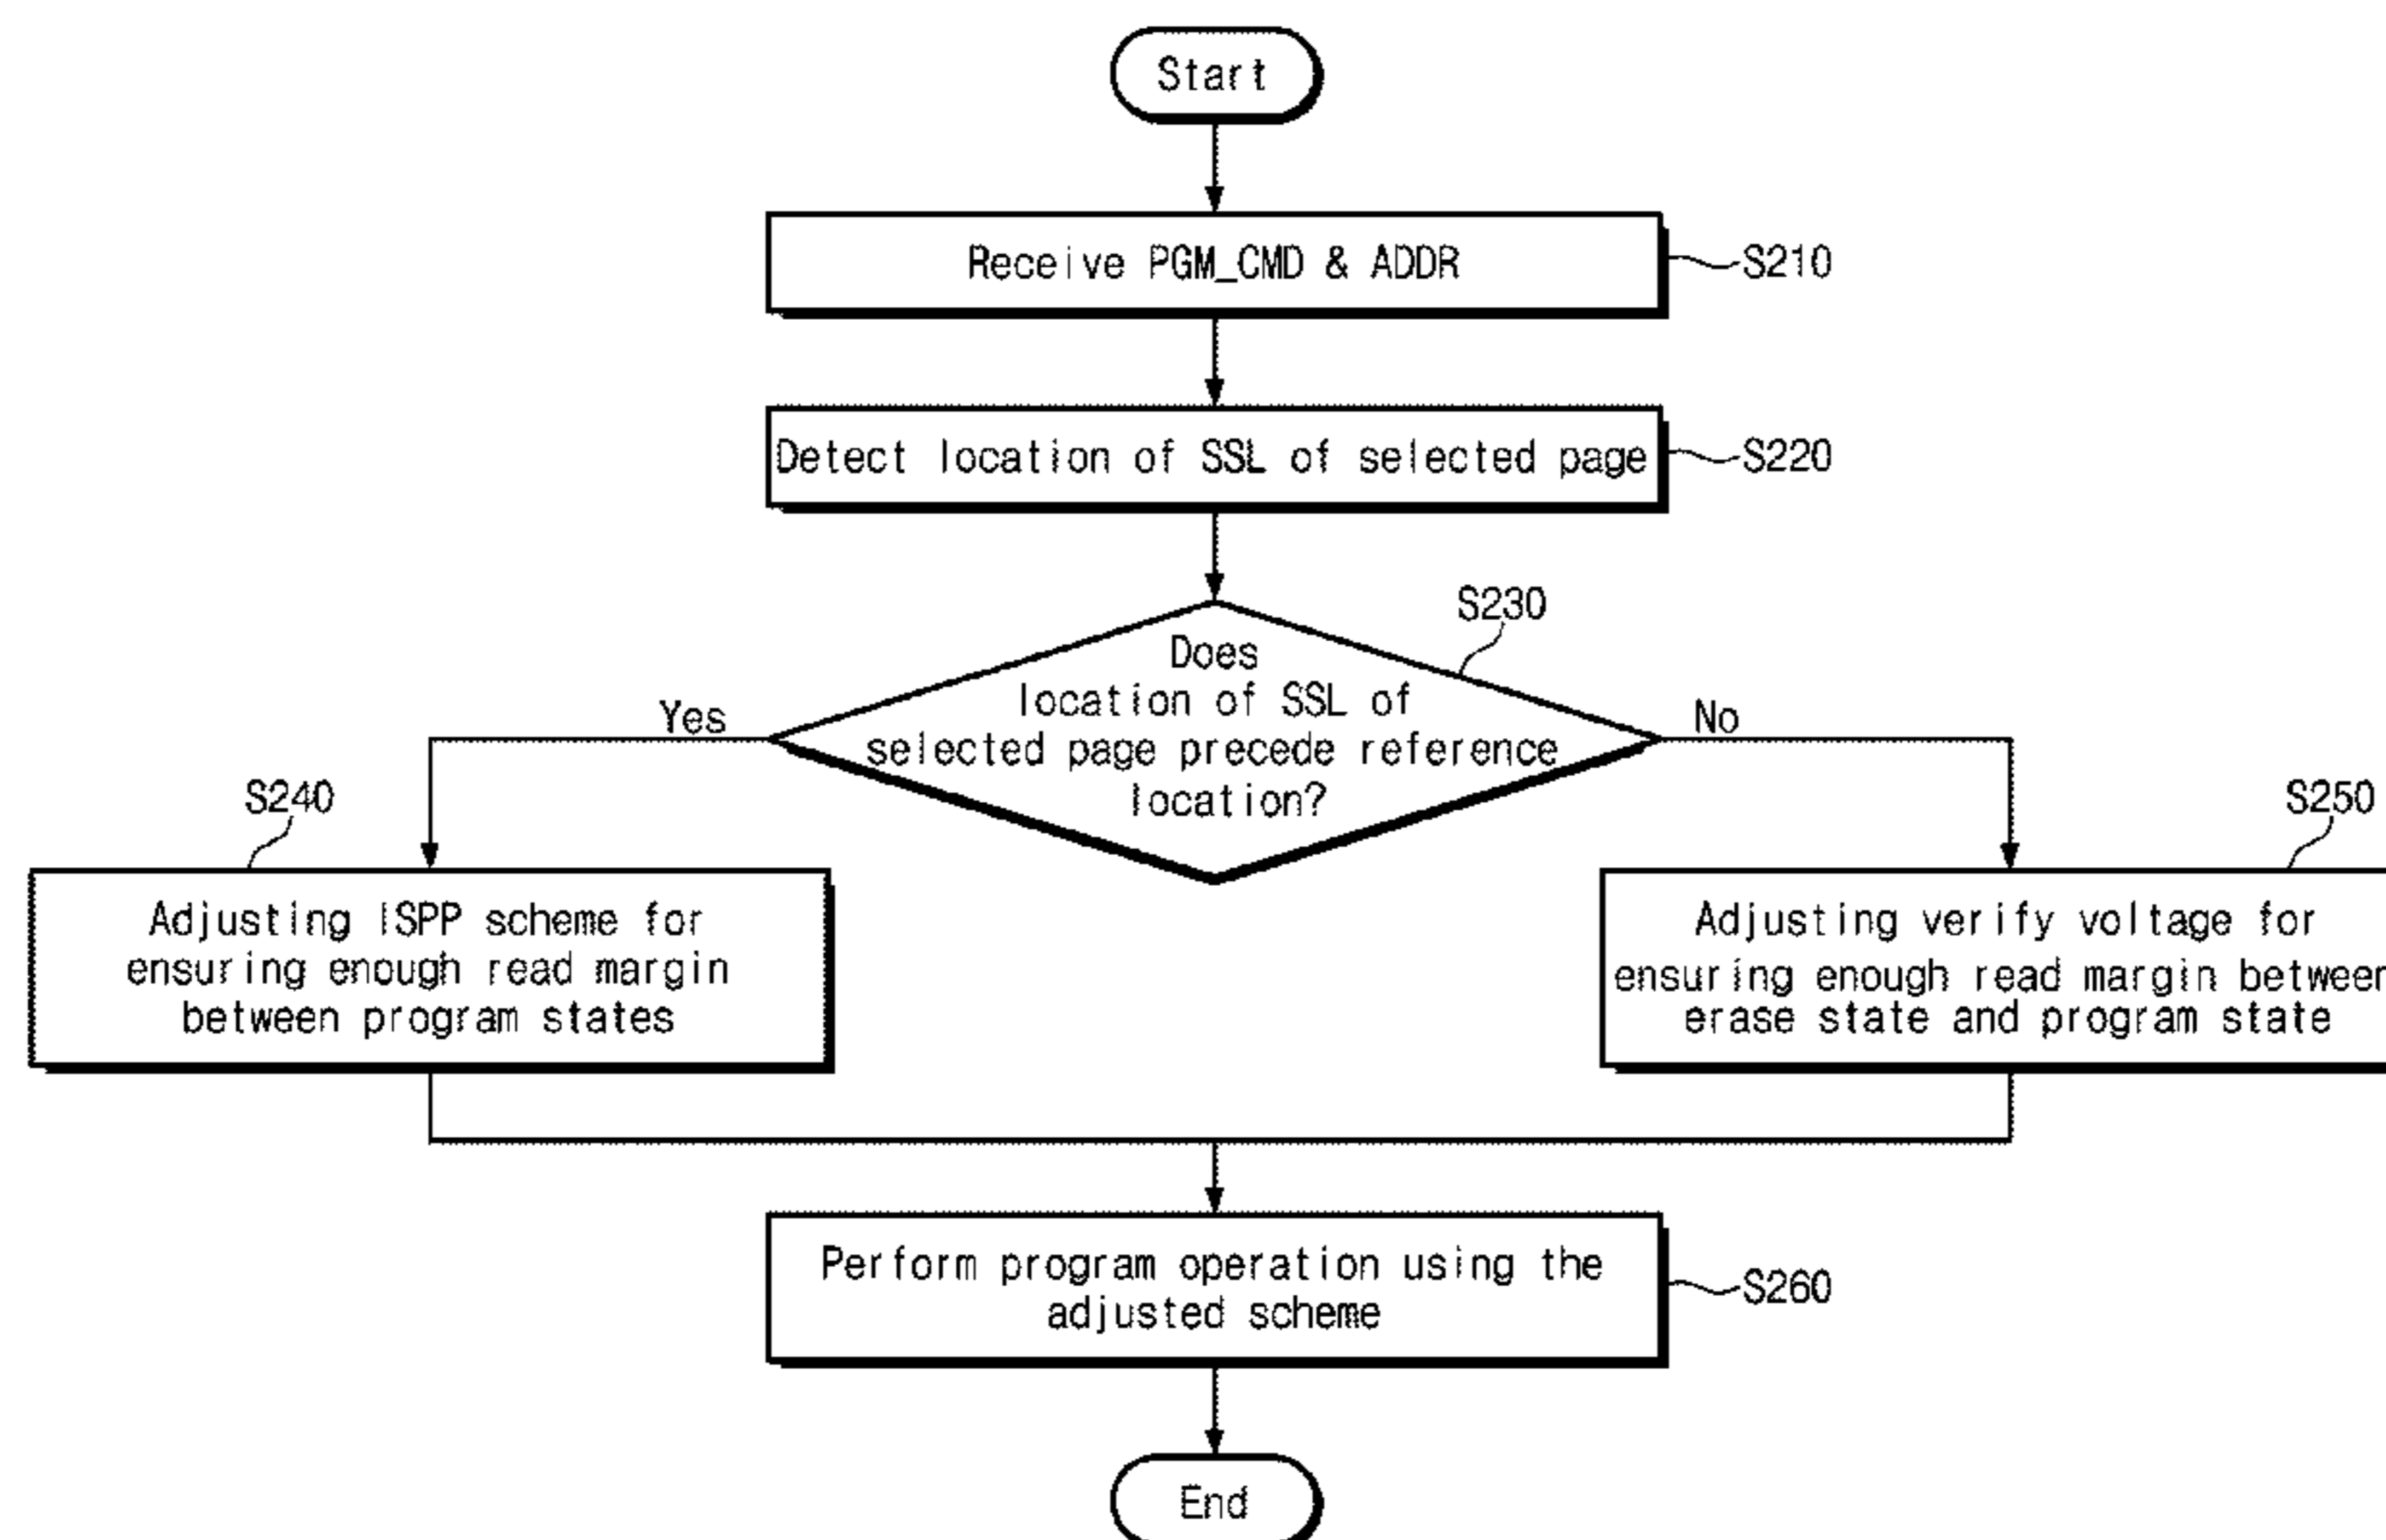 Start
Receive PGM_CMD & ADDR
S210
Detect location of SSL of selected page
S220
S230
Does
location of SSL of
selected page precede reference
location?
Yes
No
S240
S250
Adjusting ISPP scheme for
ensuring enough read margin
between program states
Adjusting verify voltage for
ensuring enough read margin between
erase state and program state
Perform program operation using the
adjusted scheme
S260
End